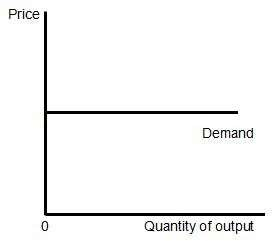 Price
Demand
0
Quantity of output